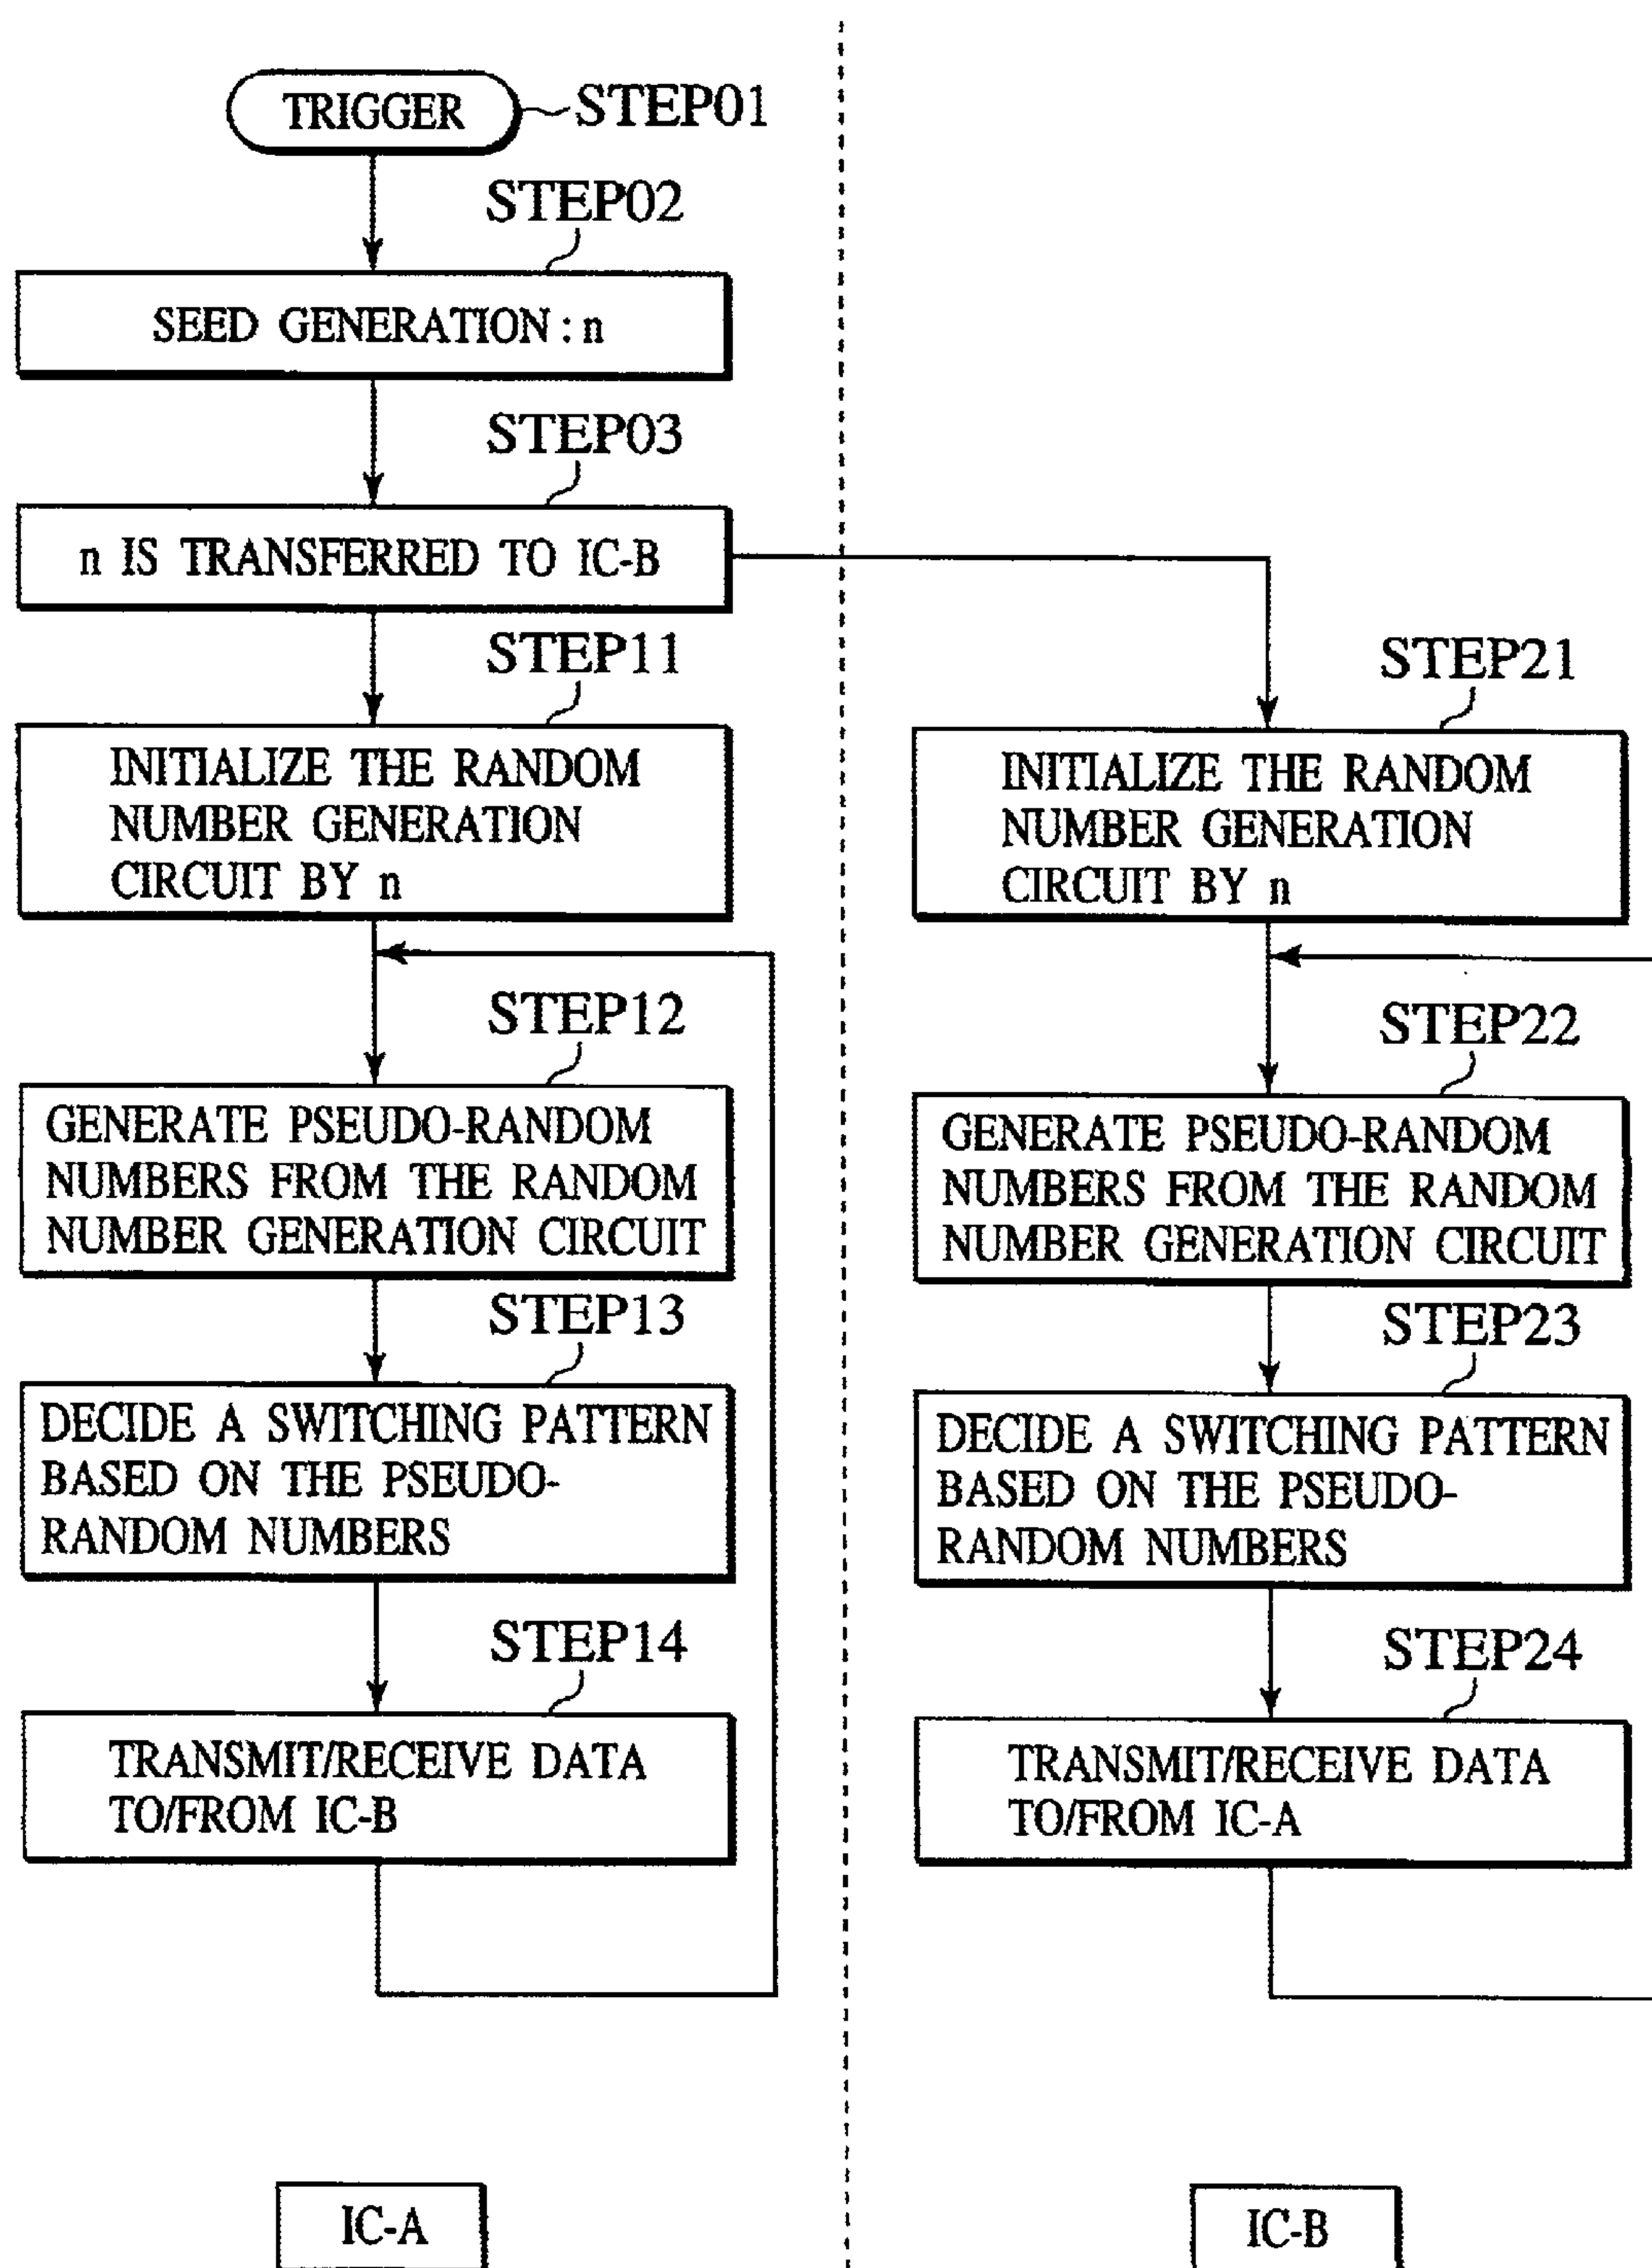 TRIGGER
STEP01
STEP02
SEED GENERATION : n
STEP03
n IS TRANSFERRED TO IC-B
STEP11
INITIALIZE THE RANDOM
NUMBER GENERATION
CIRCUIT BY n
STEP12
GENERATE PSEUDO-RANDOM
NUMBERS FROM THE RANDOM
NUMBER GENERATION CIRCUIT
STEP13
DECIDE A SWITCHING PATTERN
BASED ON THE PSEUDO-
RANDOM NUMBERS
STEP14
TRANSMIT/RECEIVE DATA
TO/FROM IC-B
IC-A
STEP21
INITIALIZE THE RANDOM
NUMBER GENERATION
CIRCUIT BY n
STEP22
GENERATE PSEUDO-RANDOM
NUMBERS FROM THE RANDOM
NUMBER GENERATION CIRCUIT
STEP23
DECIDE A SWITCHING PATTERN
BASED ON THE PSEUDO-
RANDOM NUMBERS
STEP24
TRANSMIT/RECEIVE DATA
TO/FROM IC-A
IC-B